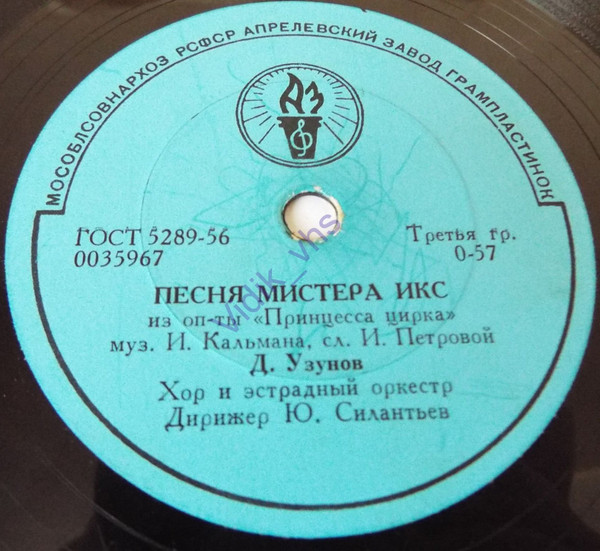 МОСОБЛСОВНАРХОЗ РСФСР АПРЕЛЕВСКИЙ ЗАВОД ГРАМПЛАСТИНОК
АЗ
ГОСТ 5289-56
0035967
Третья гр.
0-57
ПЕСНЯ МИСТЕРА ИКС
из оп-ты «Принцесса цирка»
муз. И. Кальмана, сл. И. Петровой
Д. Узунов
Хор и эстрадный оркестр
Дирижер Ю. Силантьев
vidik_vhs